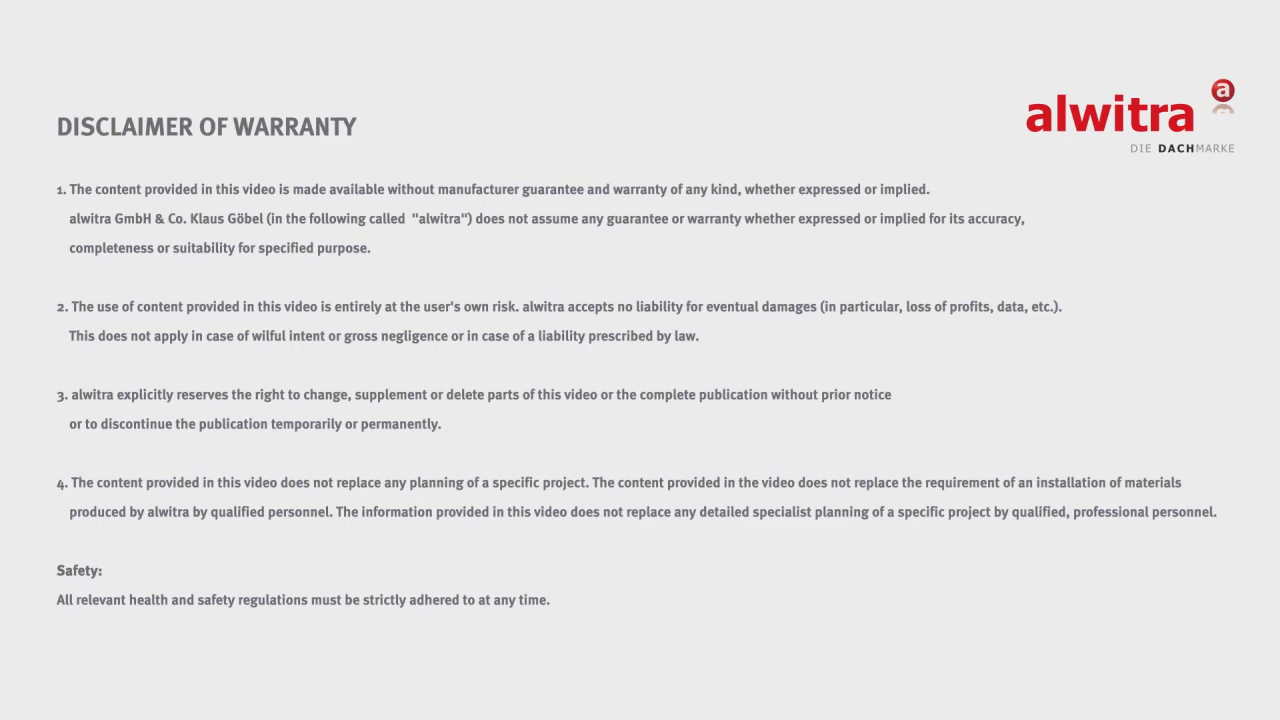 alwitra a
DIE DACHMARKE
DISCLAIMER OF WARRANTY
1. The content provided in this video is made available without manufacturer guarantee and warranty of any kind, whether expressed or implied.
alwitra GmbH & Co. Klaus Göbel (in the following called "alwitra") does not assume any guarantee or warranty whether expressed or implied for its accuracy,
completeness or suitability for specified purpose.
2. The use of content provided in this video is entirely at the user's own risk. alwitra accepts no liability for eventual damages (in particular, loss of profits, data, etc.).
This does not apply in case of wilful intent or gross negligence or in case of a liability prescribed by law.
3. alwitra explicitly reserves the right to change, supplement or delete parts of this video or the complete publication without prior notice
or to discontinue the publication temporarily or permanently.
4. The content provided in this video does not replace any planning of a specific project. The content provided in the video does not replace the requirement of an installation of materials
produced by alwitra by qualified personnel. The information provided in this video does not replace any detailed specialist planning of a specific project by qualified, professional personnel.
Safety:
All relevant health and safety regulations must be strictly adhered to at any time.